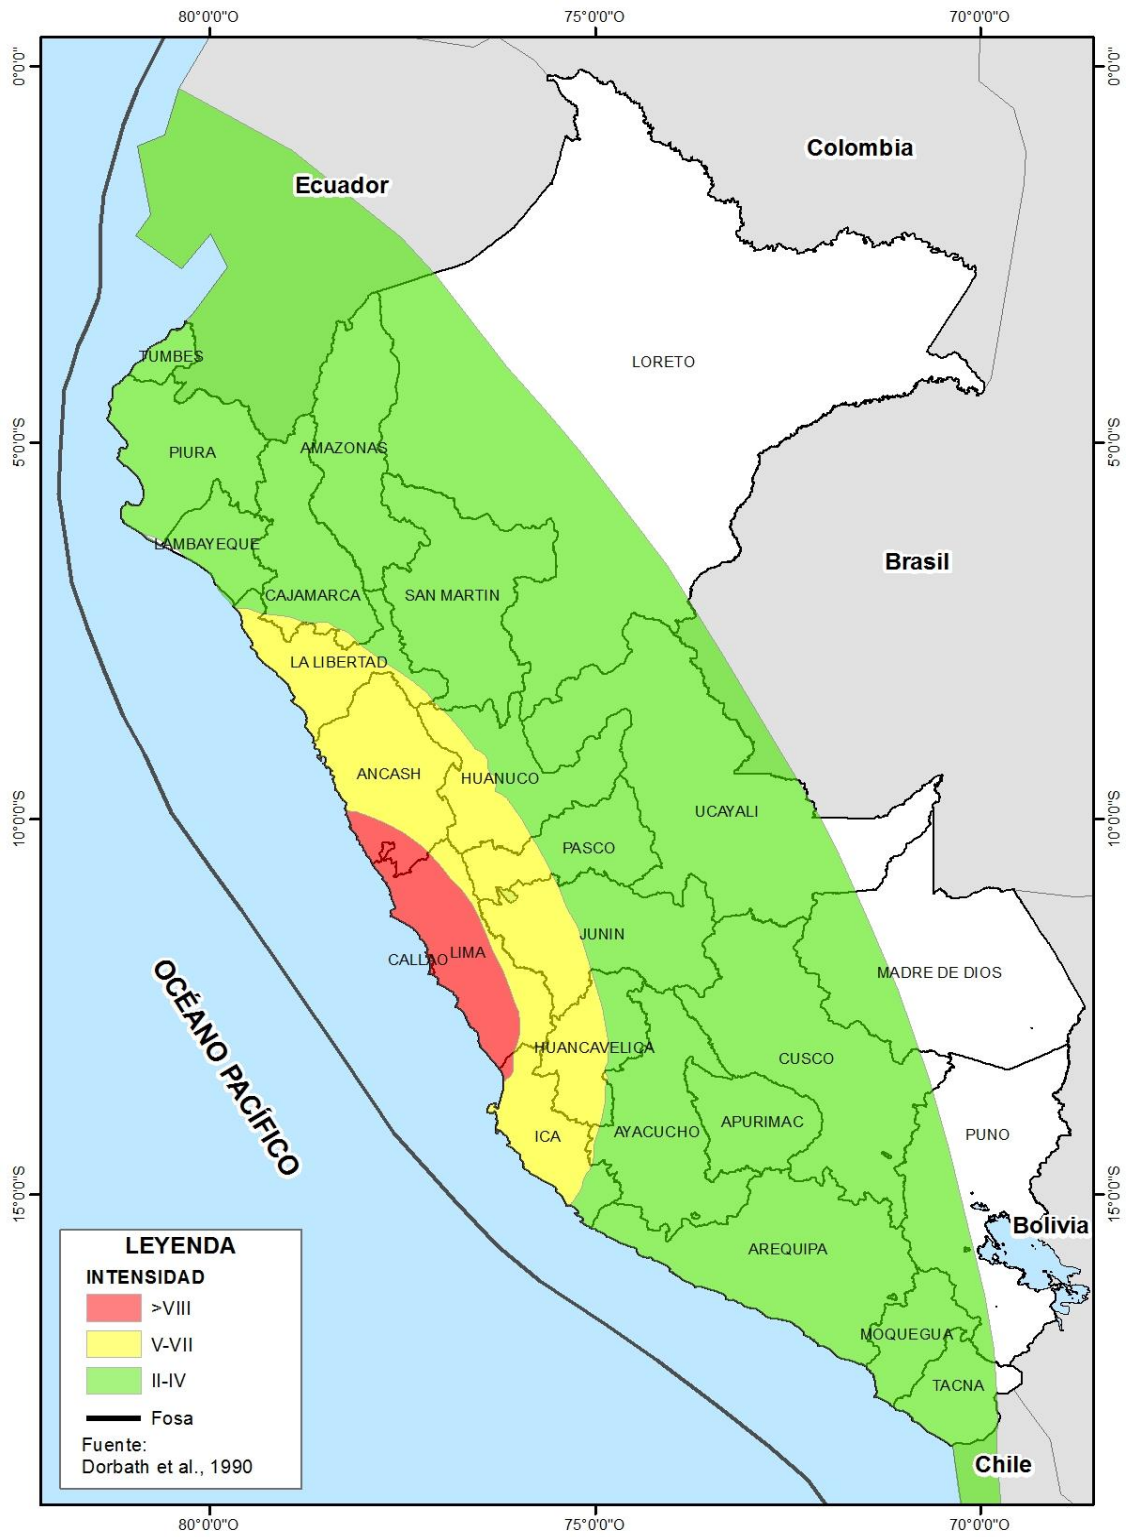 80°0'0"O
75°0'0"O
70°0'0"O
0°0'0"
0°0'0"
Colombia
Ecuador
TUMBES
LORETO
5°0'0"S
PIURA
AMAZONAS
5°0'0"S
LAMBAYEQUE
Brasil
CAJAMARCA
SAN MARTIN
LA LIBERTAD
ANCASH
HUANUCO
10°0'0"S
UCAYALI
10°0'0"S
PASCO
JUNIN
CALLAO
LIMA
MADRE DE DIOS
OCÉANO PACÍFICO
HUANCAVELICA
CUSCO
ICA
AYACUCHO
APURIMAC
PUNO
15°0'0"S
15°0'0"S
Bolivia
AREQUIPA
MOQUEGUA
TACNA
Chile
LEYENDA
INTENSIDAD
>VIII
V-VII
II-IV
Fosa
Fuente:
Dorbath et al., 1990
80°0'0"O
75°0'0"O
70°0'0"O